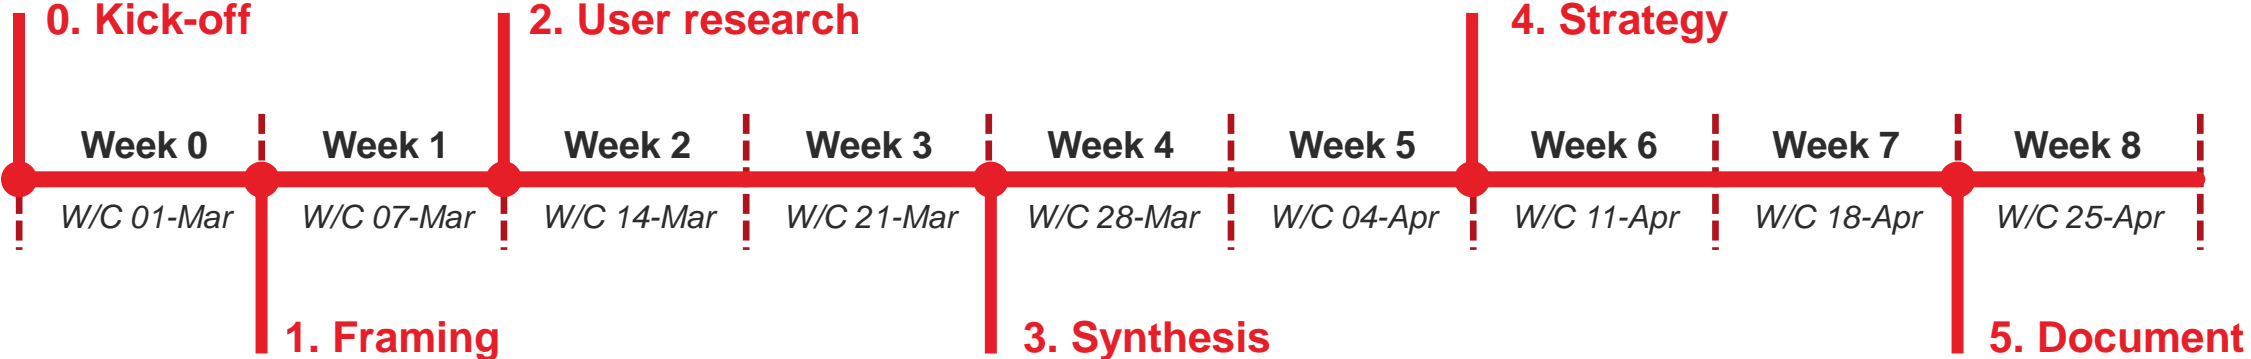 0. Kick-off
2. User research
4. Strategy
Week 0
Week 1
Week 2
Week 3
Week 4
Week 5
Week 6
Week 7
Week 8
W/C 01-Mar
W/C 07-Mar
W/C 14-Mar
W/C 21-Mar
W/C 28-Mar
W/C 04-Apr
W/C 11-Apr
W/C 18-Apr
W/C 25-Apr
1. Framing
3. Synthesis
5. Document